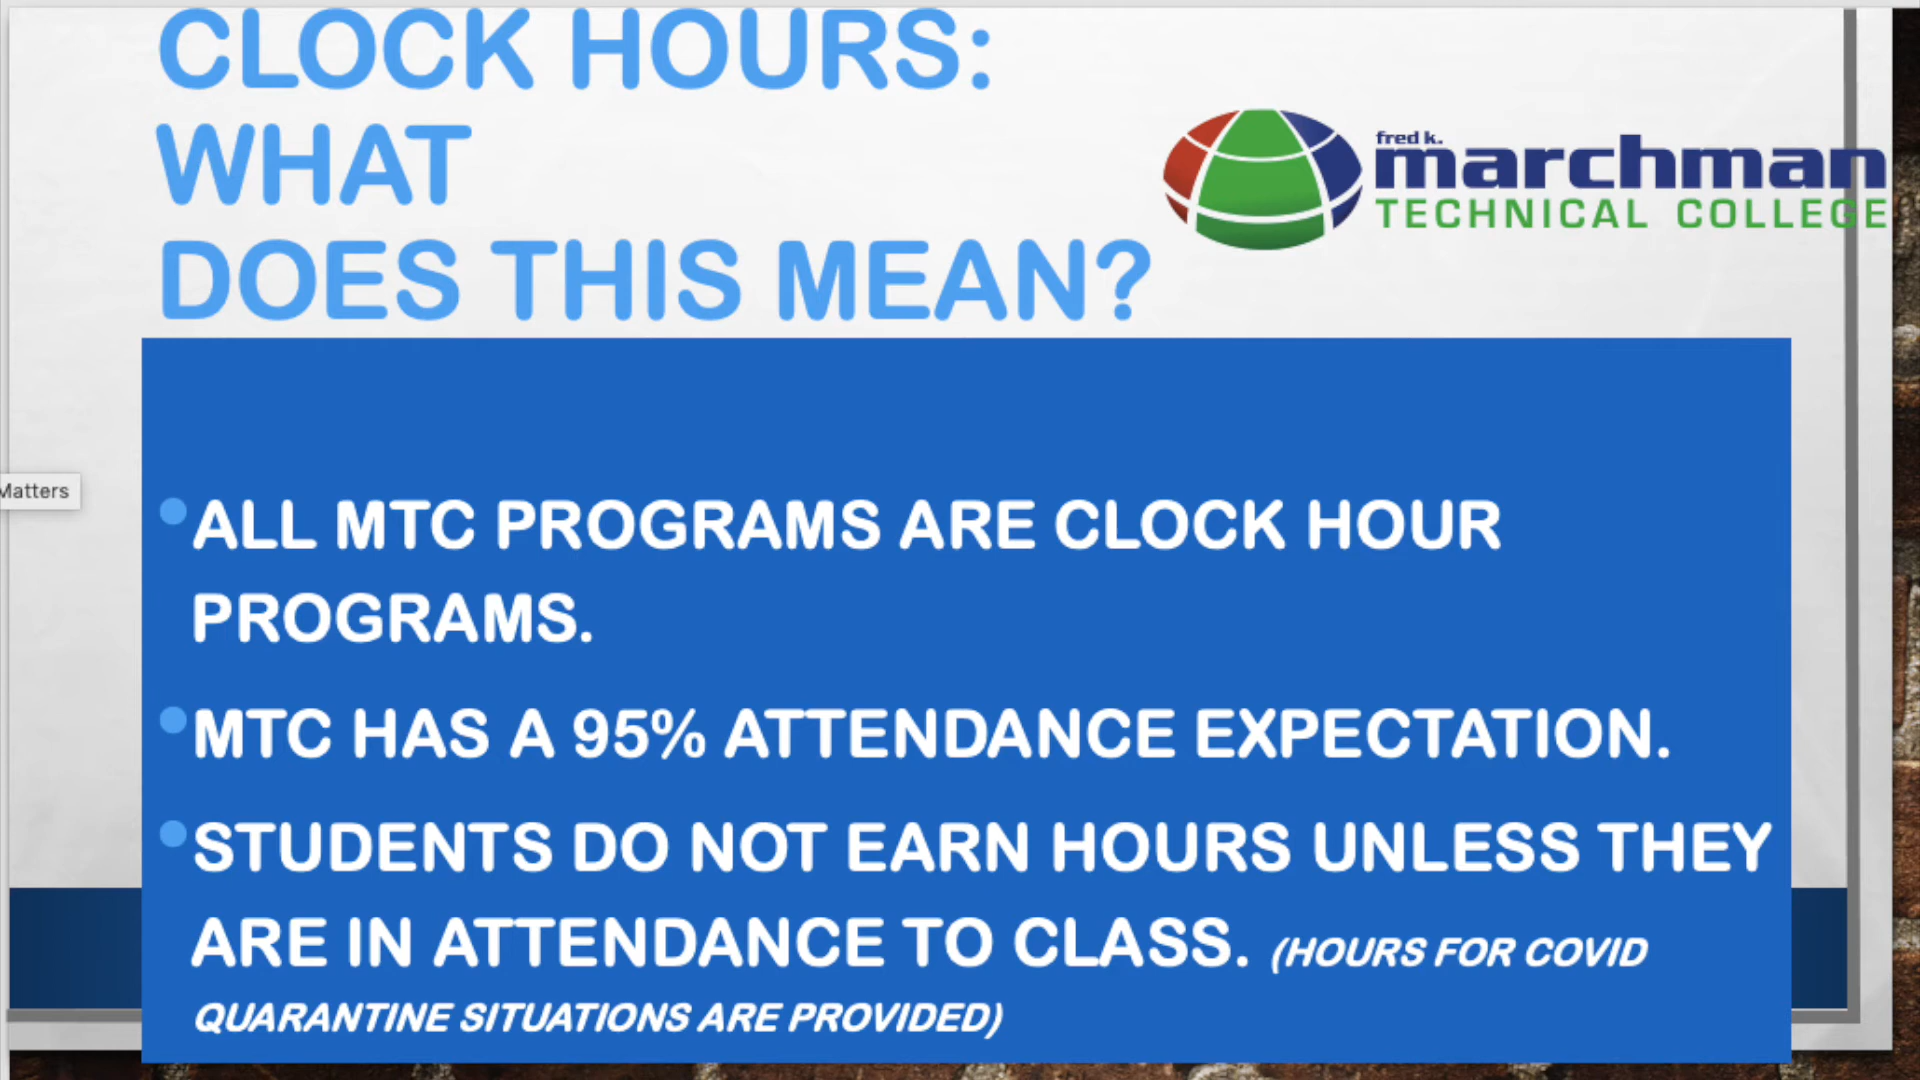 CLOCK HOURS:
WHAT
DOES THIS MEAN?
fred k.
marchman
TECHNICAL COLLEGE
Matters
•ALL MTC PROGRAMS ARE CLOCK HOUR
PROGRAMS.
•MTC HAS A 95% ATTENDANCE EXPECTATION.
•STUDENTS DO NOT EARN HOURS UNLESS THEY
ARE IN ATTENDANCE TO CLASS. (HOURS FOR COVID
QUARANTINE SITUATIONS ARE PROVIDED)